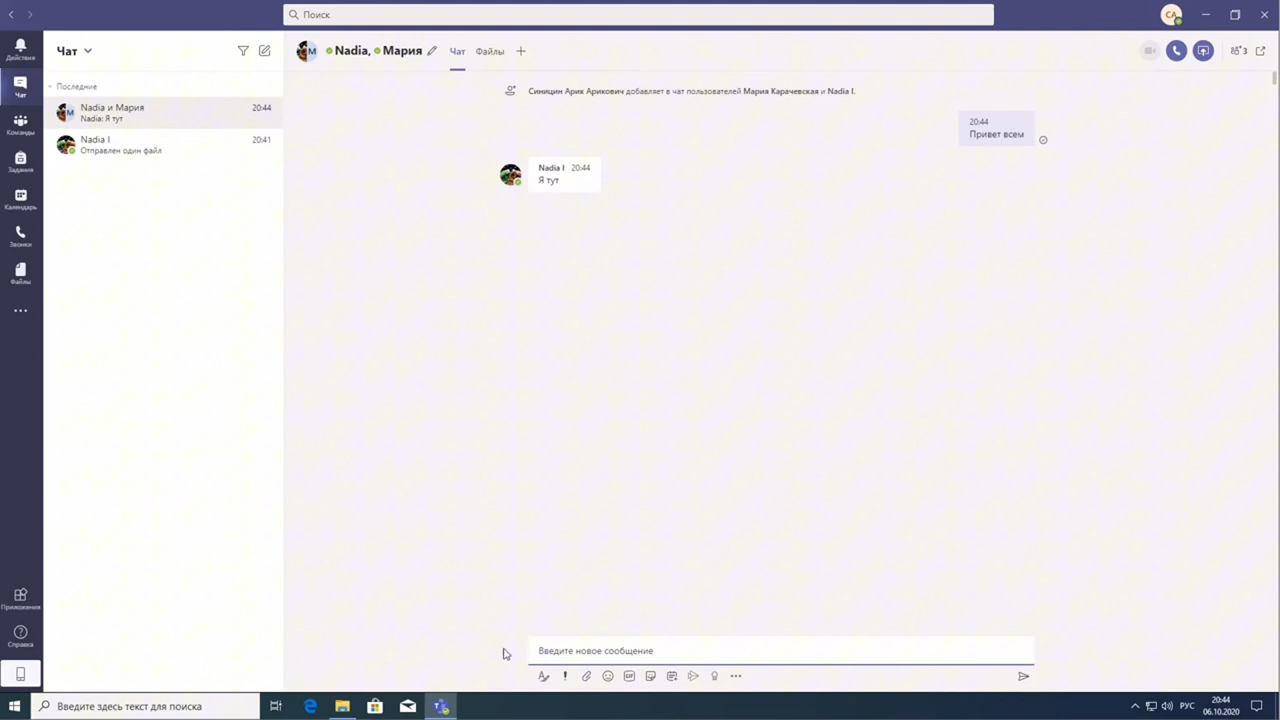 Поиск
СА
Действия
Чат
Команды
Задания
Календарь
Звонки
Файлы
Приложения
Справка
Чат
Последние
Nadia и Мария 20:44
Nadia: Я тут
Nadia I 20:41
Отправлен один файл
M
Nadia, Мария Чат Файлы
3
Синицин Арик Арикович добавляет в чат пользователей Мария Карачевская и Nadia I.
20:44
Привет всем
Nadia I 20:44
Я тут
Введите новое сообщение
GIF
Введите здесь текст для поиска
РУС
20:44
06.10.2020